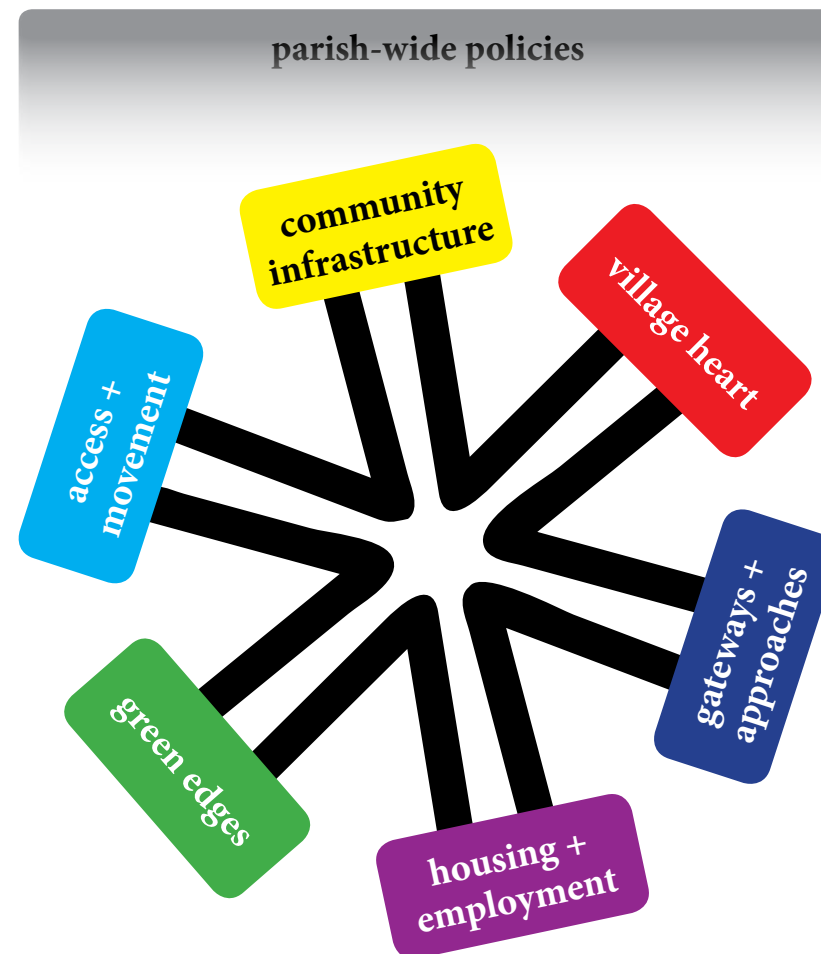 parish-wide policies
community
infrastructure
village heart
gateways +
approaches
housing +
employment
green edges
access +
movement